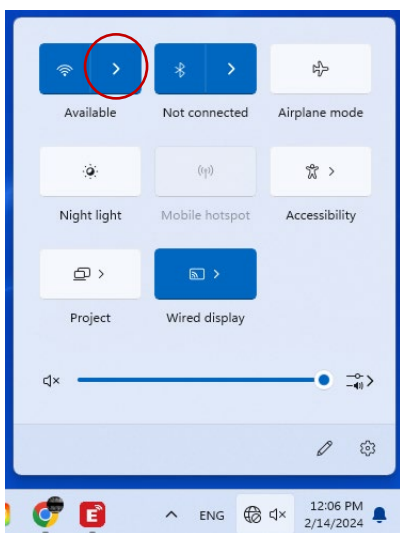 Available Not connected Airplane mode
Night light Mobile hotspot Accessibility
Project Wired display
E ENG 12:06 PM
2/14/2024